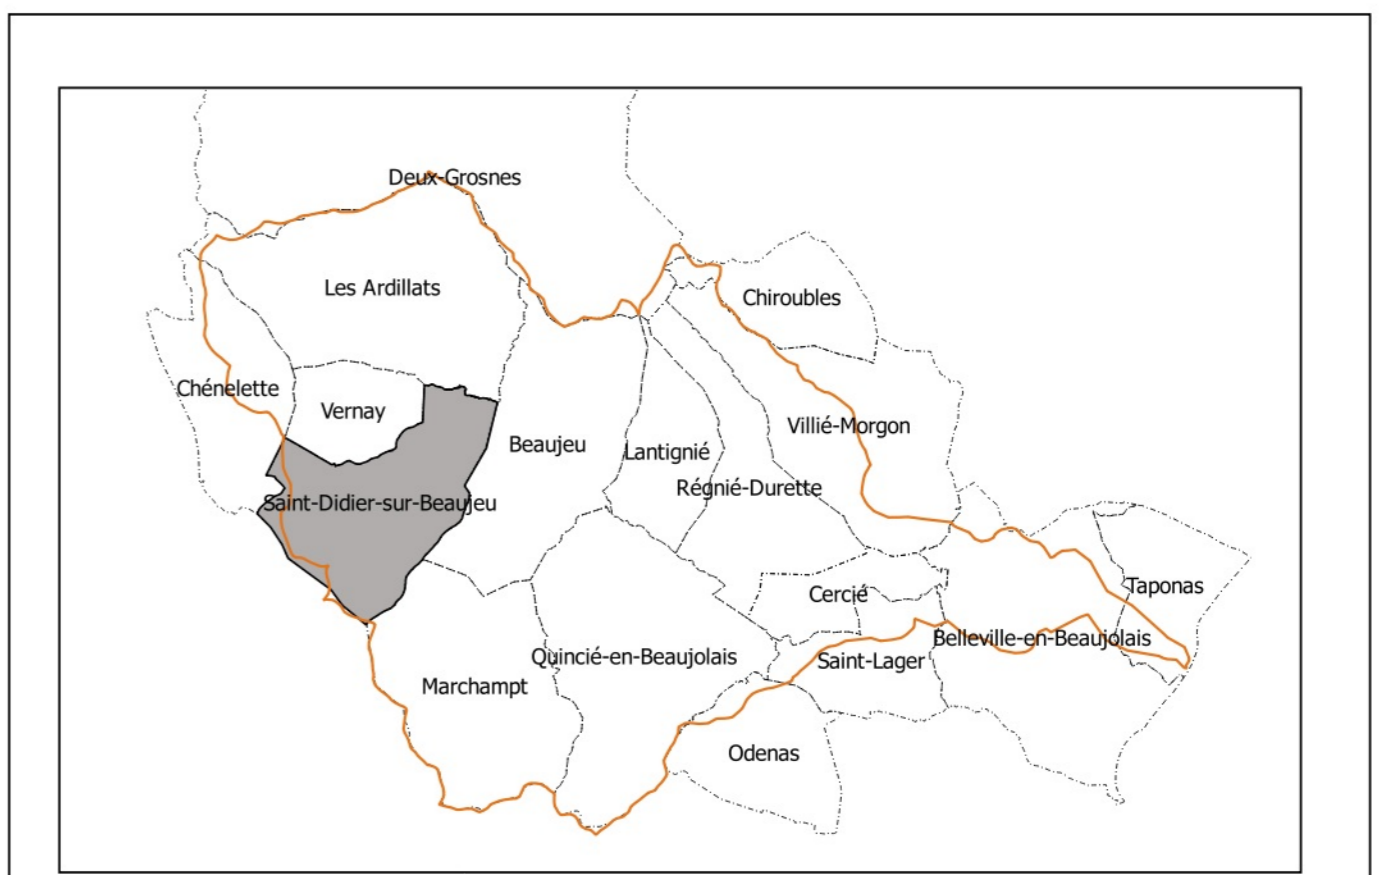 Deux-Grosnes
Les Ardillats
Chiroubles
Chénelette
Vernay
Villié-Morgon
Beaujeu
Lantignié
Régnié-Durette
Saint-Didier-sur-Beaujeu
Taponas
Cercié
Belleville-en-Beaujolais
Quincié-en-Beaujolais
Saint-Lager
Marchampt
Odenas